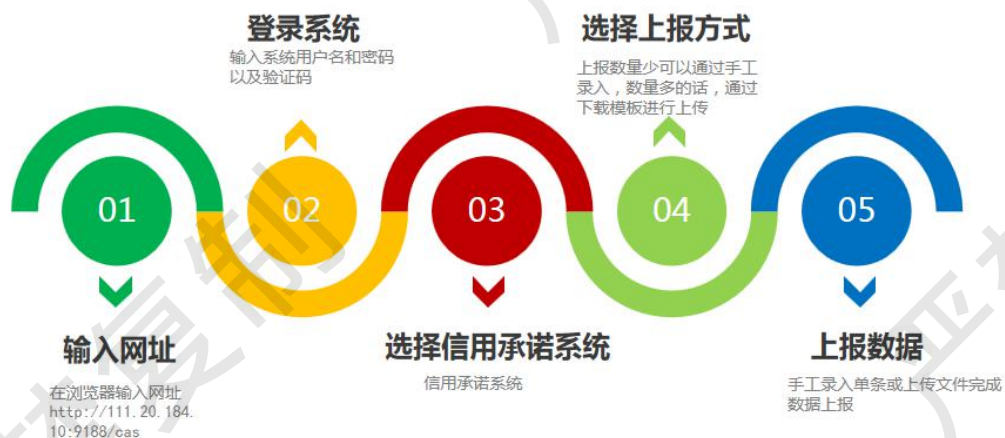 01
输入网址
在浏览器输入网址
http://111.20.184.
10:9188/cas
登录系统
输入系统用户名和密码
以及验证码
02
03
选择信用承诺系统
信用承诺系统
选择上报方式
上报数量少可以通过手工
录入，数量多的话，通过
下载模板进行上传
04
05
上报数据
手工录入单条或上传文件完成
数据上报
复制